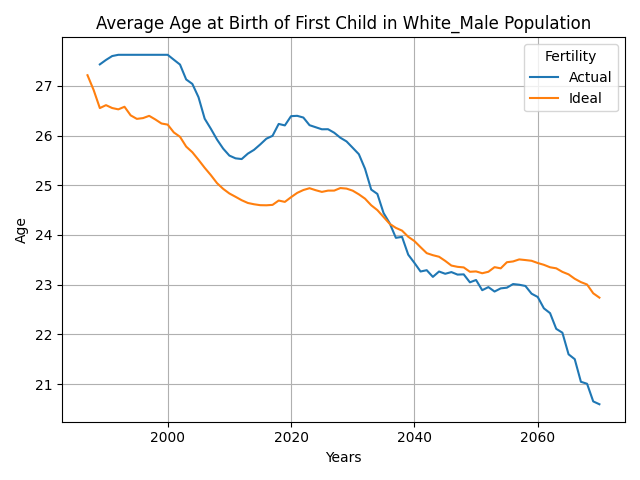 Average Age at Birth of First Child in White_Male Population
Fertility
Actual
Ideal
27
26
25
24
23
22
21
Age
2000
2020
2040
2060
Years